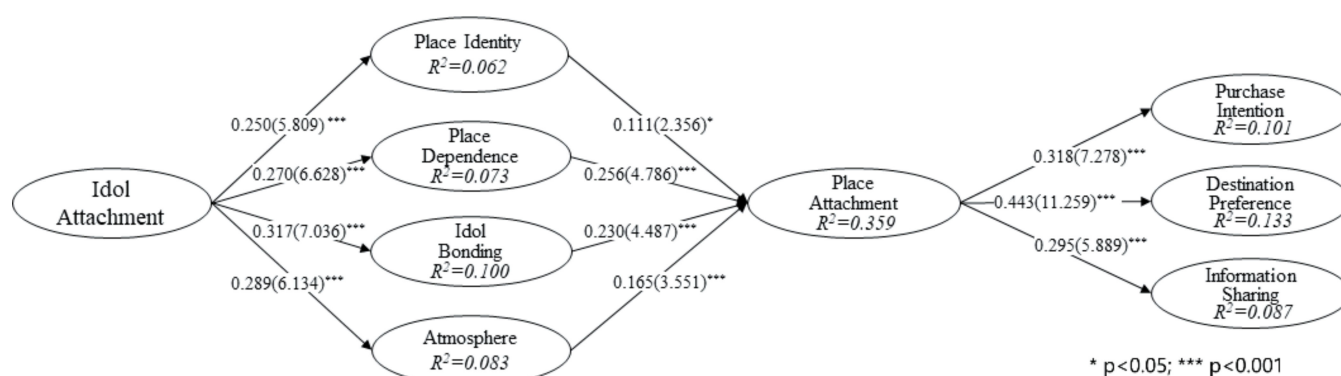 Idol
Attachment
0.250(5.809)***
0.270(6.628)***
0.317(7.036)***
0.289(6.134)***
Place Identity
R²=0.062
Place
Dependence
R²=0.073
Idol
Bonding
R²=0.100
Atmosphere
R²=0.083
0.111(2.356)*
0.256(4.786)***
0.230(4.487)***
0.165(3.551)***
Place
Attachment
R²=0.359
0.318(7.278)***
0.443(11.259)***
0.295(5.889)***
Purchase
Intention
R²=0.101
Destination
Preference
R²=0.133
Information
Sharing
R²=0.087
* p<0.05; *** p<0.001